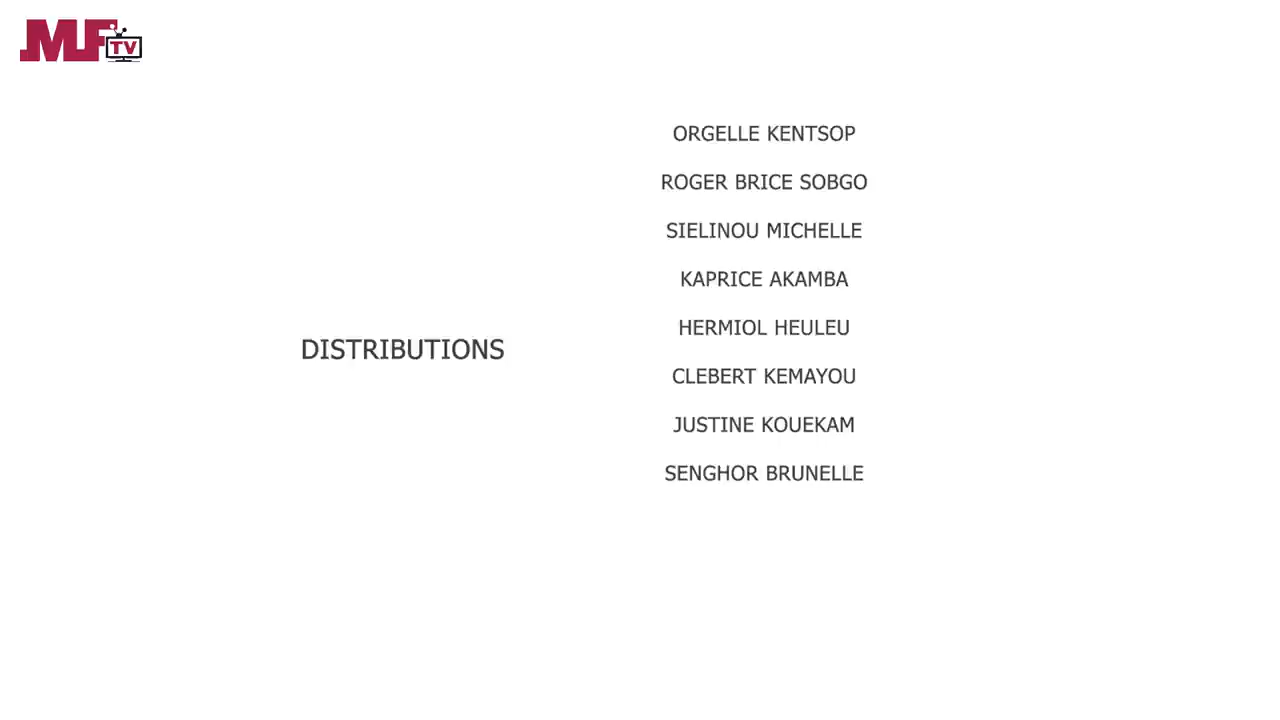 MF TV
ORGELLE KENTSOP
ROGER BRICE SOBGO
SIELINOU MICHELLE
KAPRICE AKAMBA
HERMIOL HEULEU
DISTRIBUTIONS
CLEBERT KEMAYOU
JUSTINE KOUEKAM
SENGHOR BRUNELLE